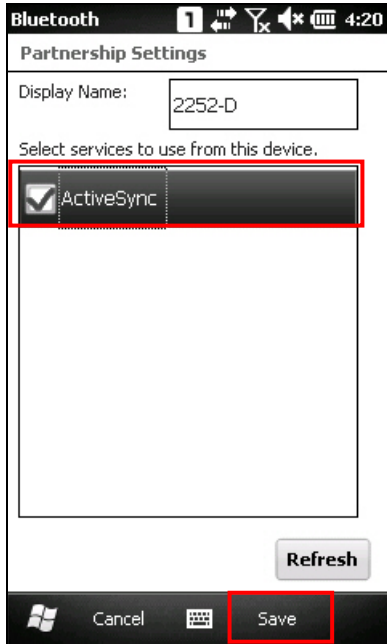 Bluetooth 1 4:20
Partnership Settings
Display Name: 2252-D
Select services to use from this device.
ActiveSync
Refresh
Cancel Save